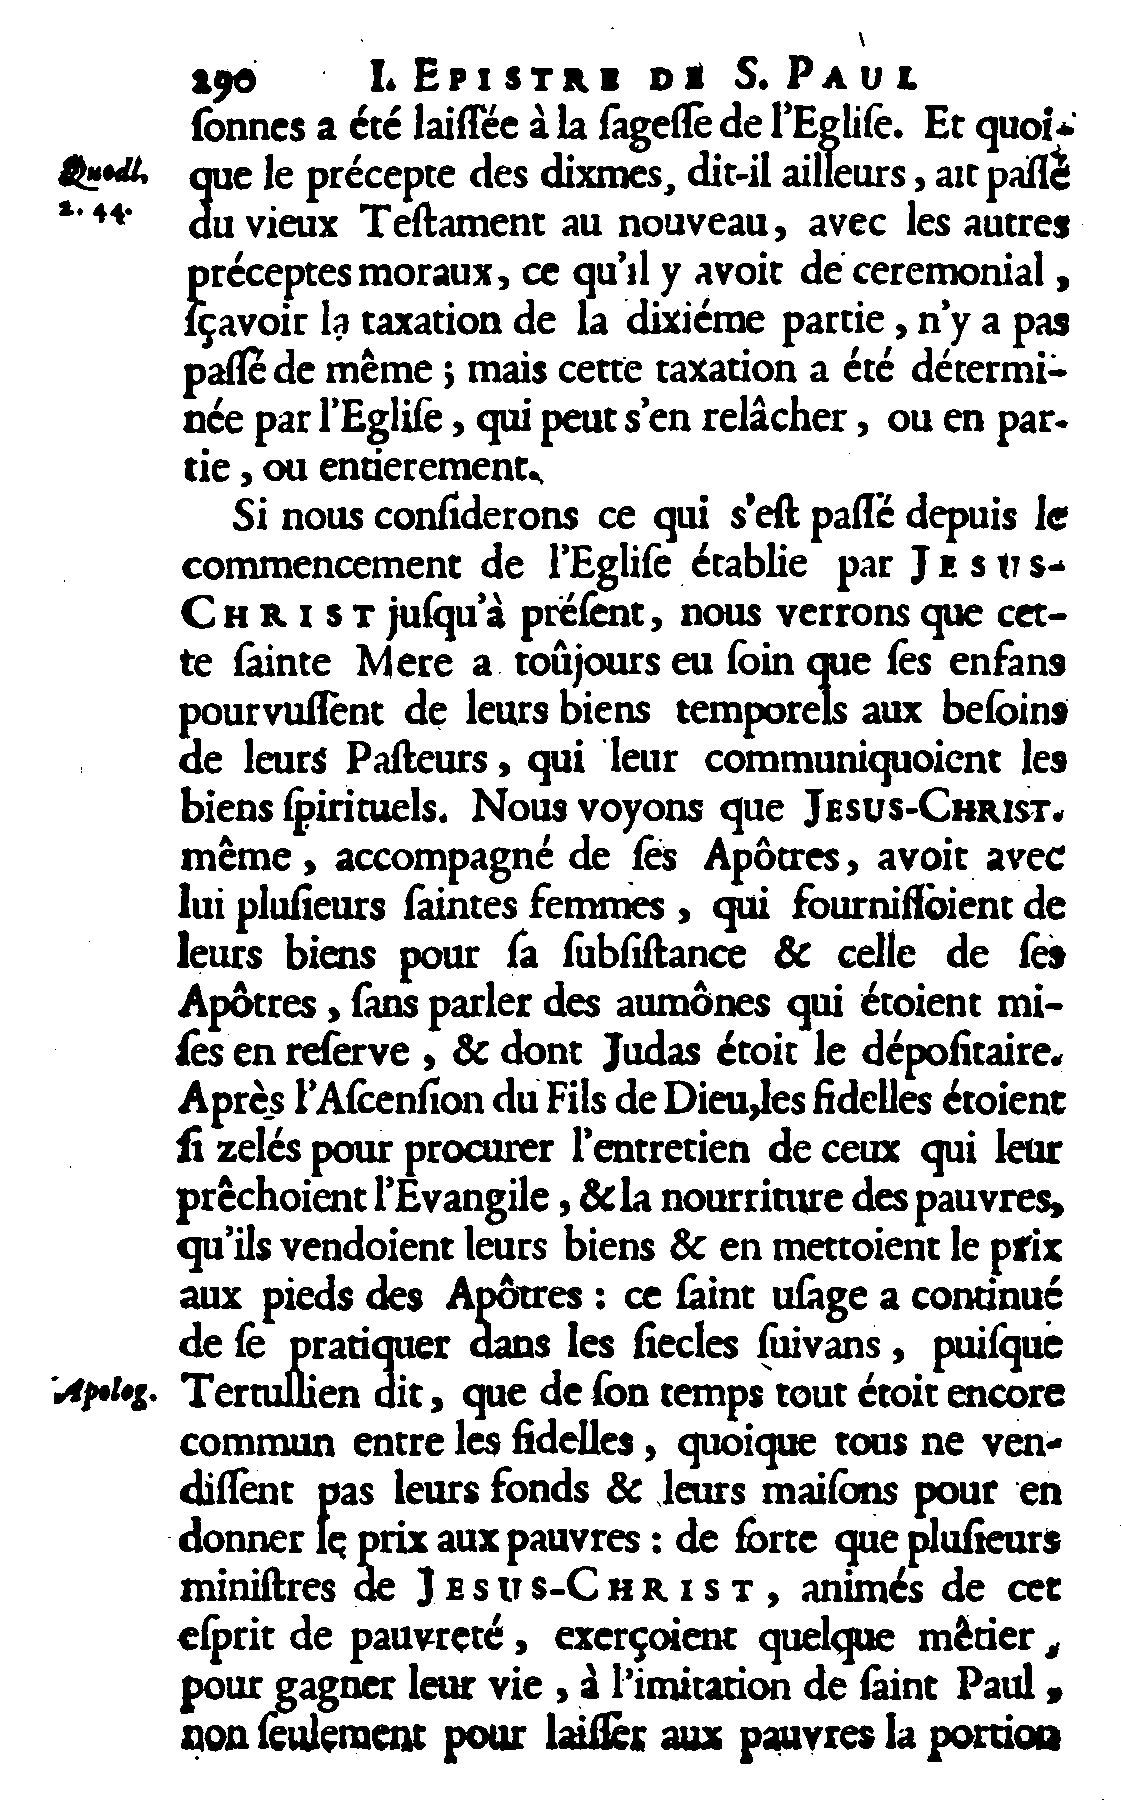 290 I. EPISTRE DE S. PAUL
ſonnes a été laiſſée à la ſageſſe de l'Egliſe. Et quoi-
Quodl. que le précepte des dixmes, dit-il ailleurs, ait paſſé
2. 44. du vieux Teſtament au nouveau, avec les autres
préceptes moraux, ce qu'il y avoit de ceremonial,
ſçavoir la taxation de la dixiéme partie, n'y a pas
paſſé de même; mais cette taxation a été détermi-
née par l'Egliſe, qui peut s'en relâcher, ou en par-
tie, ou entierement.
Si nous conſiderons ce qui s'eſt paſſé depuis le
commencement de l'Egliſe établie par JESUS-
CHRIST juſqu'à préſent, nous verrons que cet-
te ſainte Mere a toûjours eu ſoin que ſes enfans
pourvuſſent de leurs biens temporels aux beſoins
de leurs Paſteurs, qui leur communiquoient les
biens ſpirituels. Nous voyons que JESUS-CHRIST.
même, accompagné de ſes Apôtres, avoit avec
lui pluſieurs ſaintes femmes, qui fourniſſoient de
leurs biens pour ſa ſubſiſtance & celle de ſes
Apôtres, ſans parler des aumônes qui étoient mi-
ſes en reſerve, & dont Judas étoit le dépoſitaire.
Après l'Aſcenſion du Fils de Dieu, les fidelles étoient
ſi zelés pour procurer l'entretien de ceux qui leur
prêchoient l'Evangile, & la nourriture des pauvres,
qu'ils vendoient leurs biens & en mettoient le prix
aux pieds des Apôtres: ce ſaint uſage a continué
de ſe pratiquer dans les ſiecles ſuivans, puiſque
Apolog. Tertullien dit, que de ſon temps tout étoit encore
commun entre les fidelles, quoique tous ne ven-
diſſent pas leurs fonds & leurs maiſons pour en
donner le prix aux pauvres: de ſorte que pluſieurs
miniſtres de JESUS-CHRIST, animés de cet
eſprit de pauvreté, exerçoient quelque mêtier,
pour gagner leur vie, à l'imitation de ſaint Paul,
non ſeulement pour laiſſer aux pauvres la portion